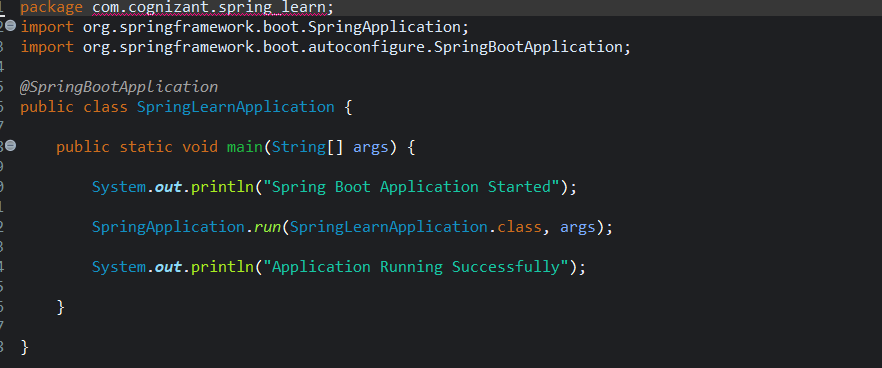 package com.cognizant.spring_learn;
import org.springframework.boot.SpringApplication;
import org.springframework.boot.autoconfigure.SpringBootApplication;
@SpringBootApplication
public class SpringLearnApplication {
public static void main(String[] args) {
System.out.println("Spring Boot Application Started");
SpringApplication.run(SpringLearnApplication.class, args);
System.out.println("Application Running Successfully");
}
}